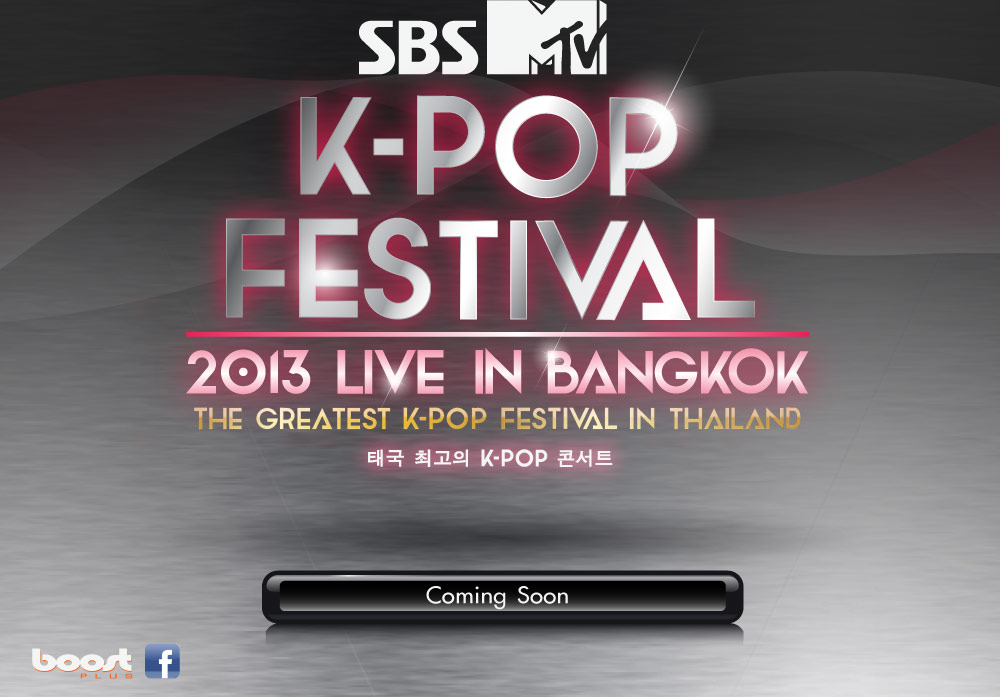 SBS MTV
K-POP
FESTIVAL
2013 LIVE IN BANGKOK
THE GREATEST K-POP FESTIVAL IN THAILAND
태국 최고의 K-POP 콘서트
Coming Soon
boost f
PLUS